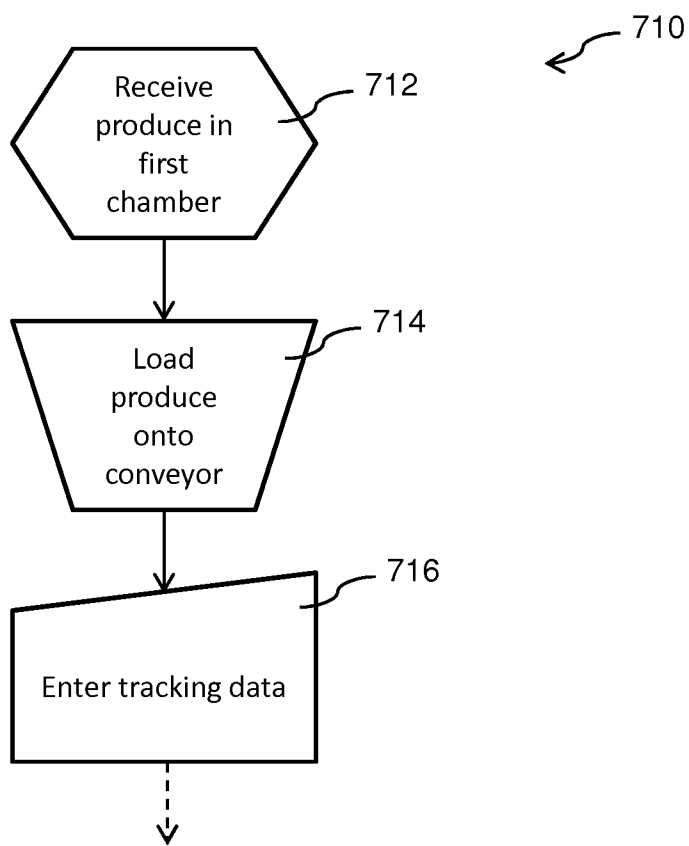 710
Receive
produce in
first
chamber
712
Load
produce
onto
conveyor
714
Enter tracking data
716